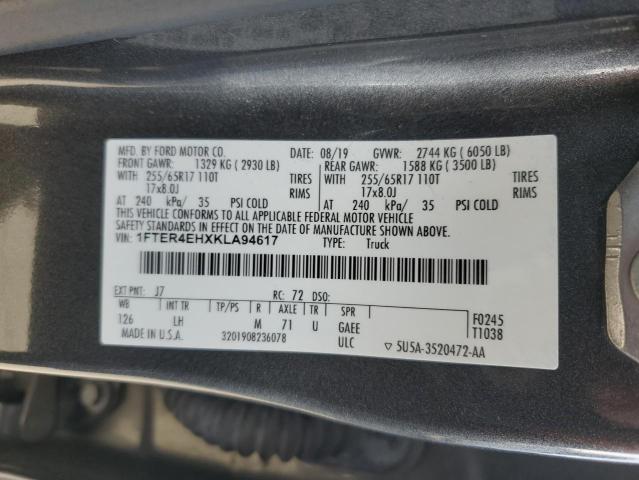 MFD. BY FORD MOTOR CO. DATE: 08/19 GVWR: 2744 KG ( 6050 LB)
FRONT GAWR: 1329 KG ( 2930 LB) REAR GAWR: 1588 KG ( 3500 LB)
WITH 255/65R17 110T TIRES WITH 255/65R17 110T TIRES
17x8.0J RIMS 17x8.0J RIMS
AT 240 kPa/ 35 PSI COLD AT 240 kPa/ 35 PSI COLD
THIS VEHICLE CONFORMS TO ALL APPLICABLE FEDERAL MOTOR VEHICLE
SAFETY STANDARDS IN EFFECT ON THE DATE OF MANUFACTURE SHOWN ABOVE.
VIN: 1FTER4EHXKLA94617 TYPE: Truck
EXT PNT: J7 RC: 72 DSO:
WB INT TR TP/PS R AXLE TR SPR F0245
126 LH M 71 U GAEE T1038
MADE IN U.S.A. 3201908236078 ULC ▽ 5U5A-3520472-AA